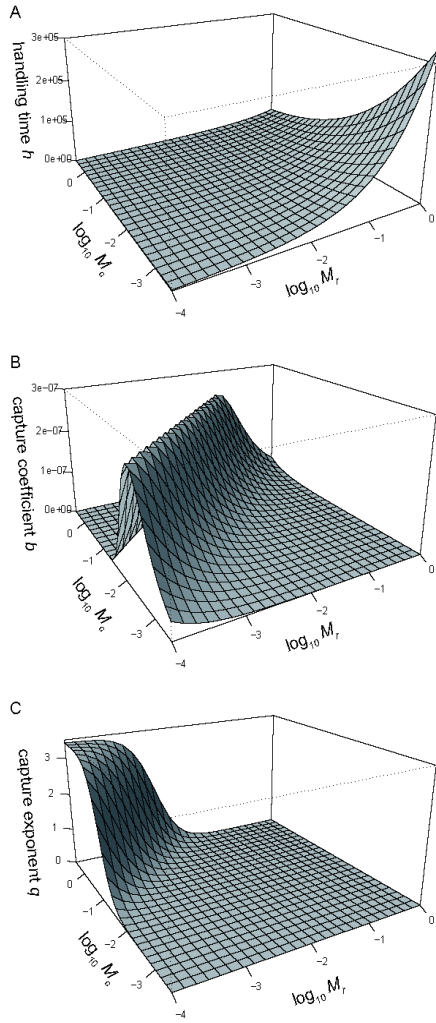 A
handling time h
3e+05
2e+05
1e+05
0e+00
0
−1
−2
−3
log₁₀ Mc
−4
−3
−2
−1
0
log₁₀ Mr
B
capture coefficient b
3e-07
2e-07
1e-07
0e+00
0
−1
−2
−3
log₁₀ Mc
−4
−3
−2
−1
0
log₁₀ Mr
C
capture exponent q
3
2
1
0
0
−1
−2
−3
log₁₀ Mc
−4
−3
−2
−1
0
log₁₀ Mr